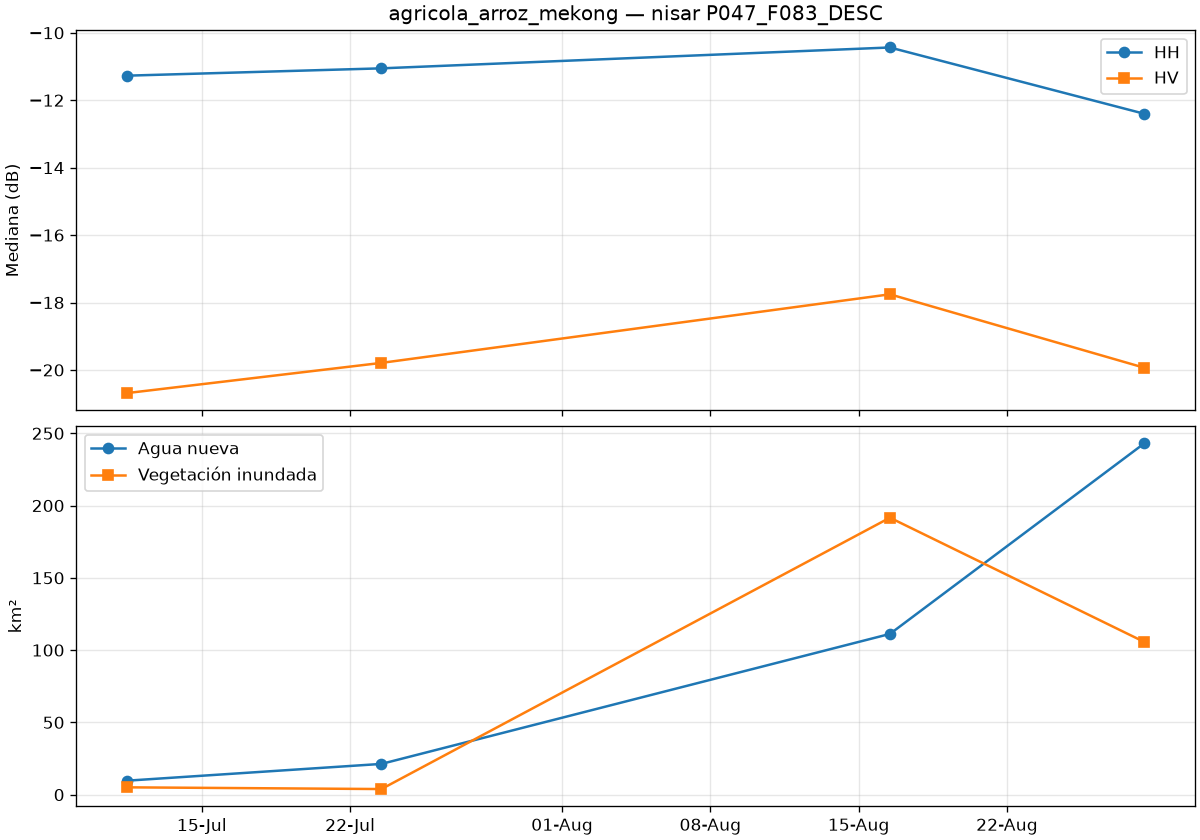 agricola_arroz_mekong — nisar P047_F083_DESC
Mediana (dB)
−10
−12
−14
−16
−18
−20
HH
HV
km²
250
200
150
100
50
0
Agua nueva
Vegetación inundada
15-Jul
22-Jul
01-Aug
08-Aug
15-Aug
22-Aug